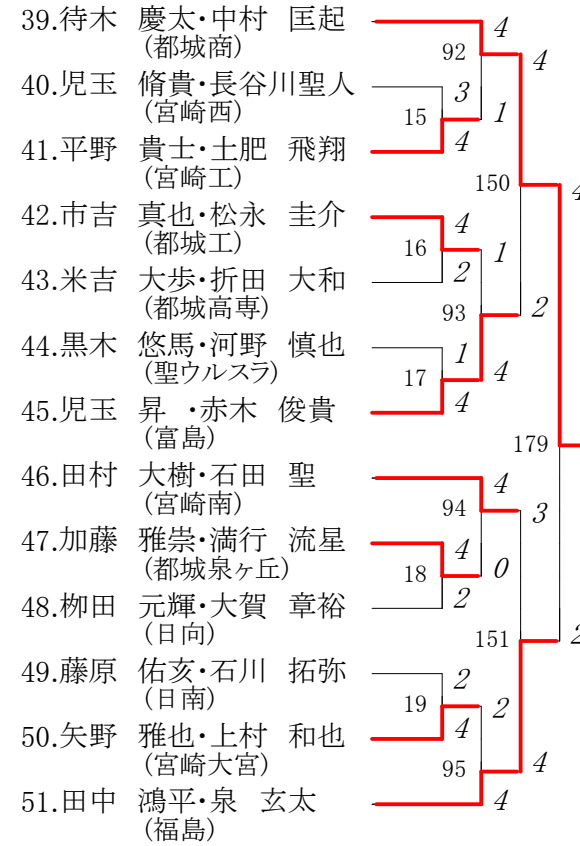 39.待木 慶太・中村 匡起
(都城商)
40.児玉 脩貴・長谷川聖人
(宮崎西)
41.平野 貴士・土肥 飛翔
(宮崎工)
42.市吉 真也・松永 圭介
(都城工)
43.米吉 大歩・折田 大和
(都城高専)
44.黒木 悠馬・河野 慎也
(聖ウルスラ)
45.児玉 昇 ・赤木 俊貴
(富島)
46.田村 大樹・石田 聖
(宮崎南)
47.加藤 雅崇・満行 流星
(都城泉ヶ丘)
48.栁田 元輝・大賀 章裕
(日向)
49.藤原 佑亥・石川 拓弥
(日南)
50.矢野 雅也・上村 和也
(宮崎大宮)
51.田中 鴻平・泉 玄太
(福島)
4
92
4
3
15
1
4
150
4
4
16
1
2
93
2
1
17
4
4
179
4
94
3
4
18
0
2
151
2
2
19
2
4
95
4
4